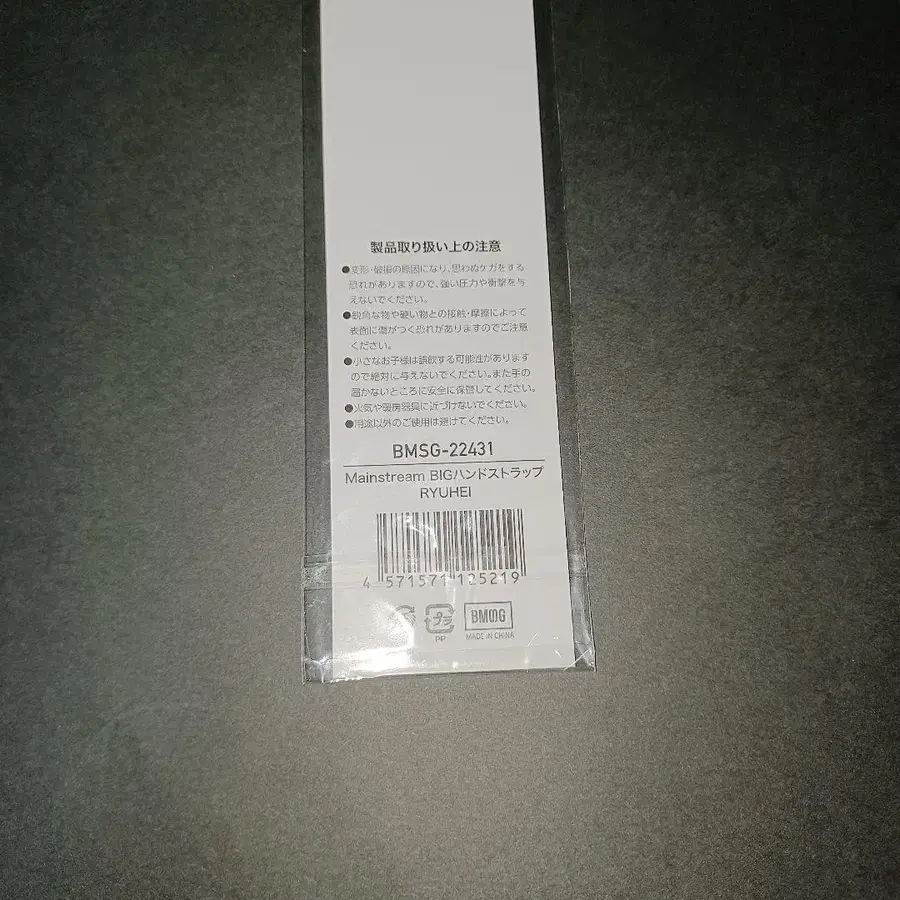 製品取り扱い上の注意
●変形・破損の原因になり、思わぬケガをする
恐れがありますので、強い圧力や衝撃を与
えないでください。
●鋭角な物や硬い物との接触・摩擦によって
表面に傷がつく恐れがありますのでご注意
ください。
●小さなお子様は誤飲する可能性があります
ので絶対に与えないでください。また手の
届かないところに安全に保管してください。
●火気や暖房器具に近づけないでください。
●用途以外のご使用は避けてください。
BMSG-22431
Mainstream BIGハンドストラップ
RYUHEI
4 571571 125219
プラ
PP
BMSG
MADE IN CHINA